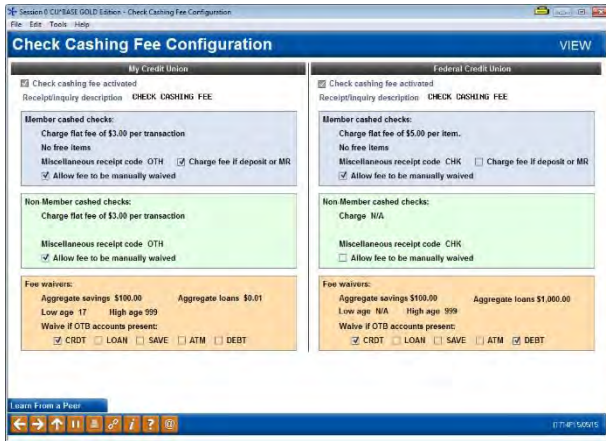 Session 0 CU*BASE GOLD Edition - Check Cashing Fee Configuration
File Edit Tools Help
Check Cashing Fee Configuration
VIEW
My Credit Union
Check cashing fee activated
Receipt/inquiry description CHECK CASHING FEE
Member cashed checks:
Charge flat fee of $3.00 per transaction
No free items
Miscellaneous receipt code OTH Charge fee if deposit or MR
Allow fee to be manually waived
Non Member cashed checks:
Charge flat fee of $3.00 per transaction
Miscellaneous receipt code OTH
Allow fee to be manually waived
Fee waivers:
Aggregate savings $100.00 Aggregate loans $0.01
Low age 17 High age 999
Waive if OTB accounts present:
CRDT LOAN SAVE ATM DEBT
Federal Credit Union
Check cashing fee activated
Receipt/inquiry description CHECK CASHING FEE
Member cashed checks:
Charge flat fee of $5.00 per item.
No free items
Miscellaneous receipt code CHK Charge fee if deposit or MR
Allow fee to be manually waived
Non Member cashed checks:
Charge N/A
Miscellaneous receipt code CHK
Allow fee to be manually waived
Fee waivers:
Aggregate savings $100.00 Aggregate loans $1,000.00
Low age N/A High age 999
Waive if OTB accounts present:
CRDT LOAN SAVE ATM DEBT
Learn From a Peer